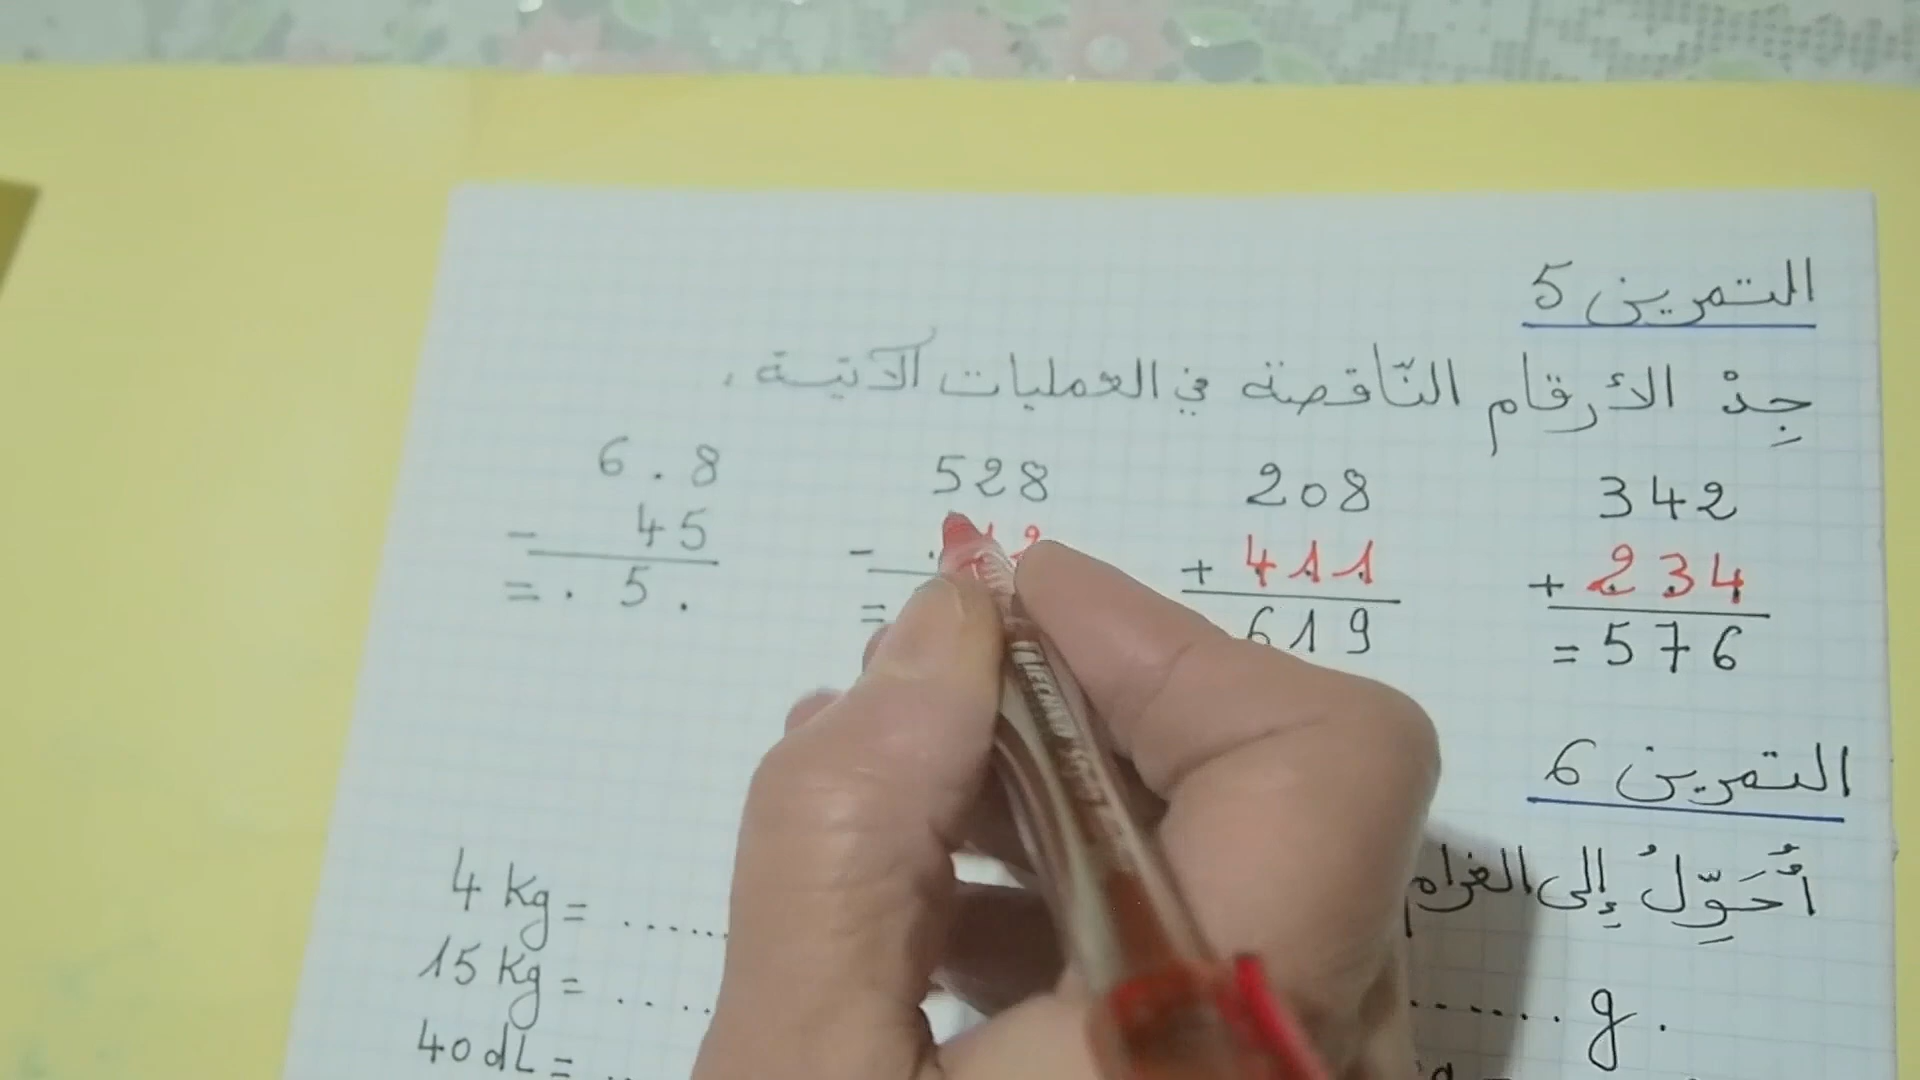 التمرين 5
جِدْ الأرقام النّاقصة في العمليات الآتية .
342 208 528 6 . 8
+ 234 + 411 - . 12 - 45
= 576 619 = = . 5 .
التمرين 6
أُحَوِّلُ إلى الغرام
4 Kg = ...... ...... g .
15 Kg = ....
40 dL = ..